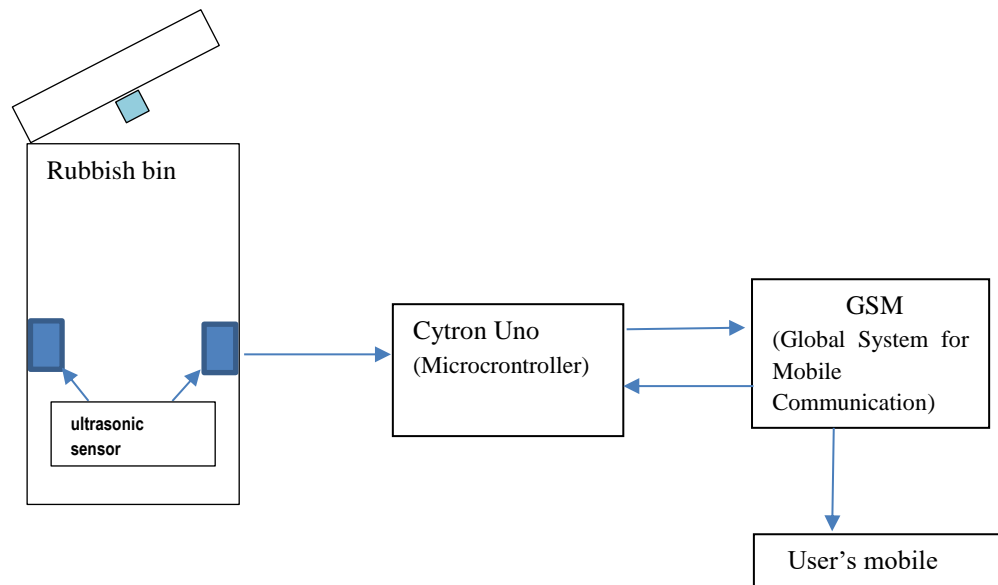 Rubbish bin
ultrasonic
sensor
Cytron Uno
(Microcrontroller)
GSM
(Global System for
Mobile
Communication)
User’s mobile